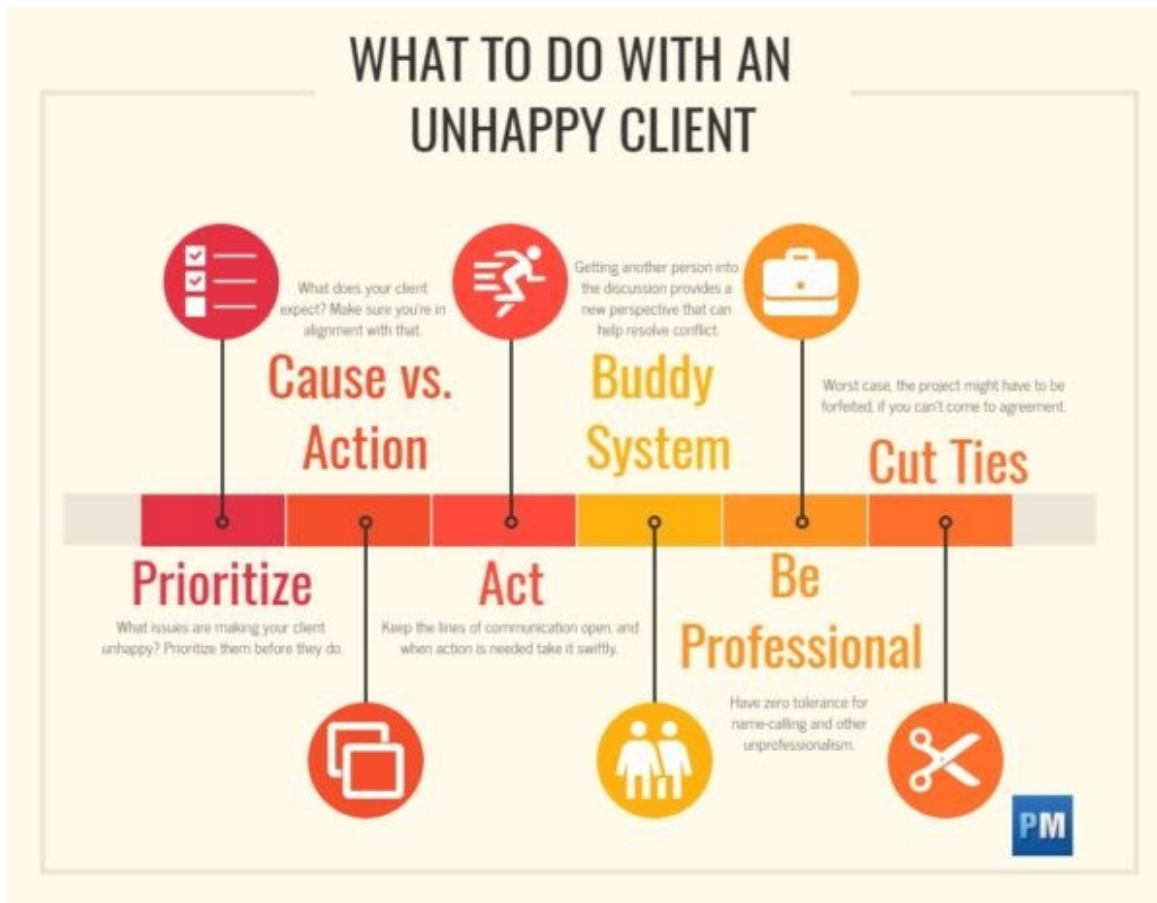 WHAT TO DO WITH AN
UNHAPPY CLIENT
Prioritize
What issues are making your client
unhappy? Prioritize them before they do.
What does your client
expect? Make sure you're in
alignment with that.
Cause vs.
Action
Act
Keep the lines of communication open, and
when action is needed take it swiftly.
Getting another person into
the discussion provides a
new perspective that can
help resolve conflict.
Buddy
System
Be
Professional
Have zero tolerance for
name-calling and other
unprofessionalism.
Worst case, the project might have to be
forfeited, if you can't come to agreement.
Cut Ties
PM